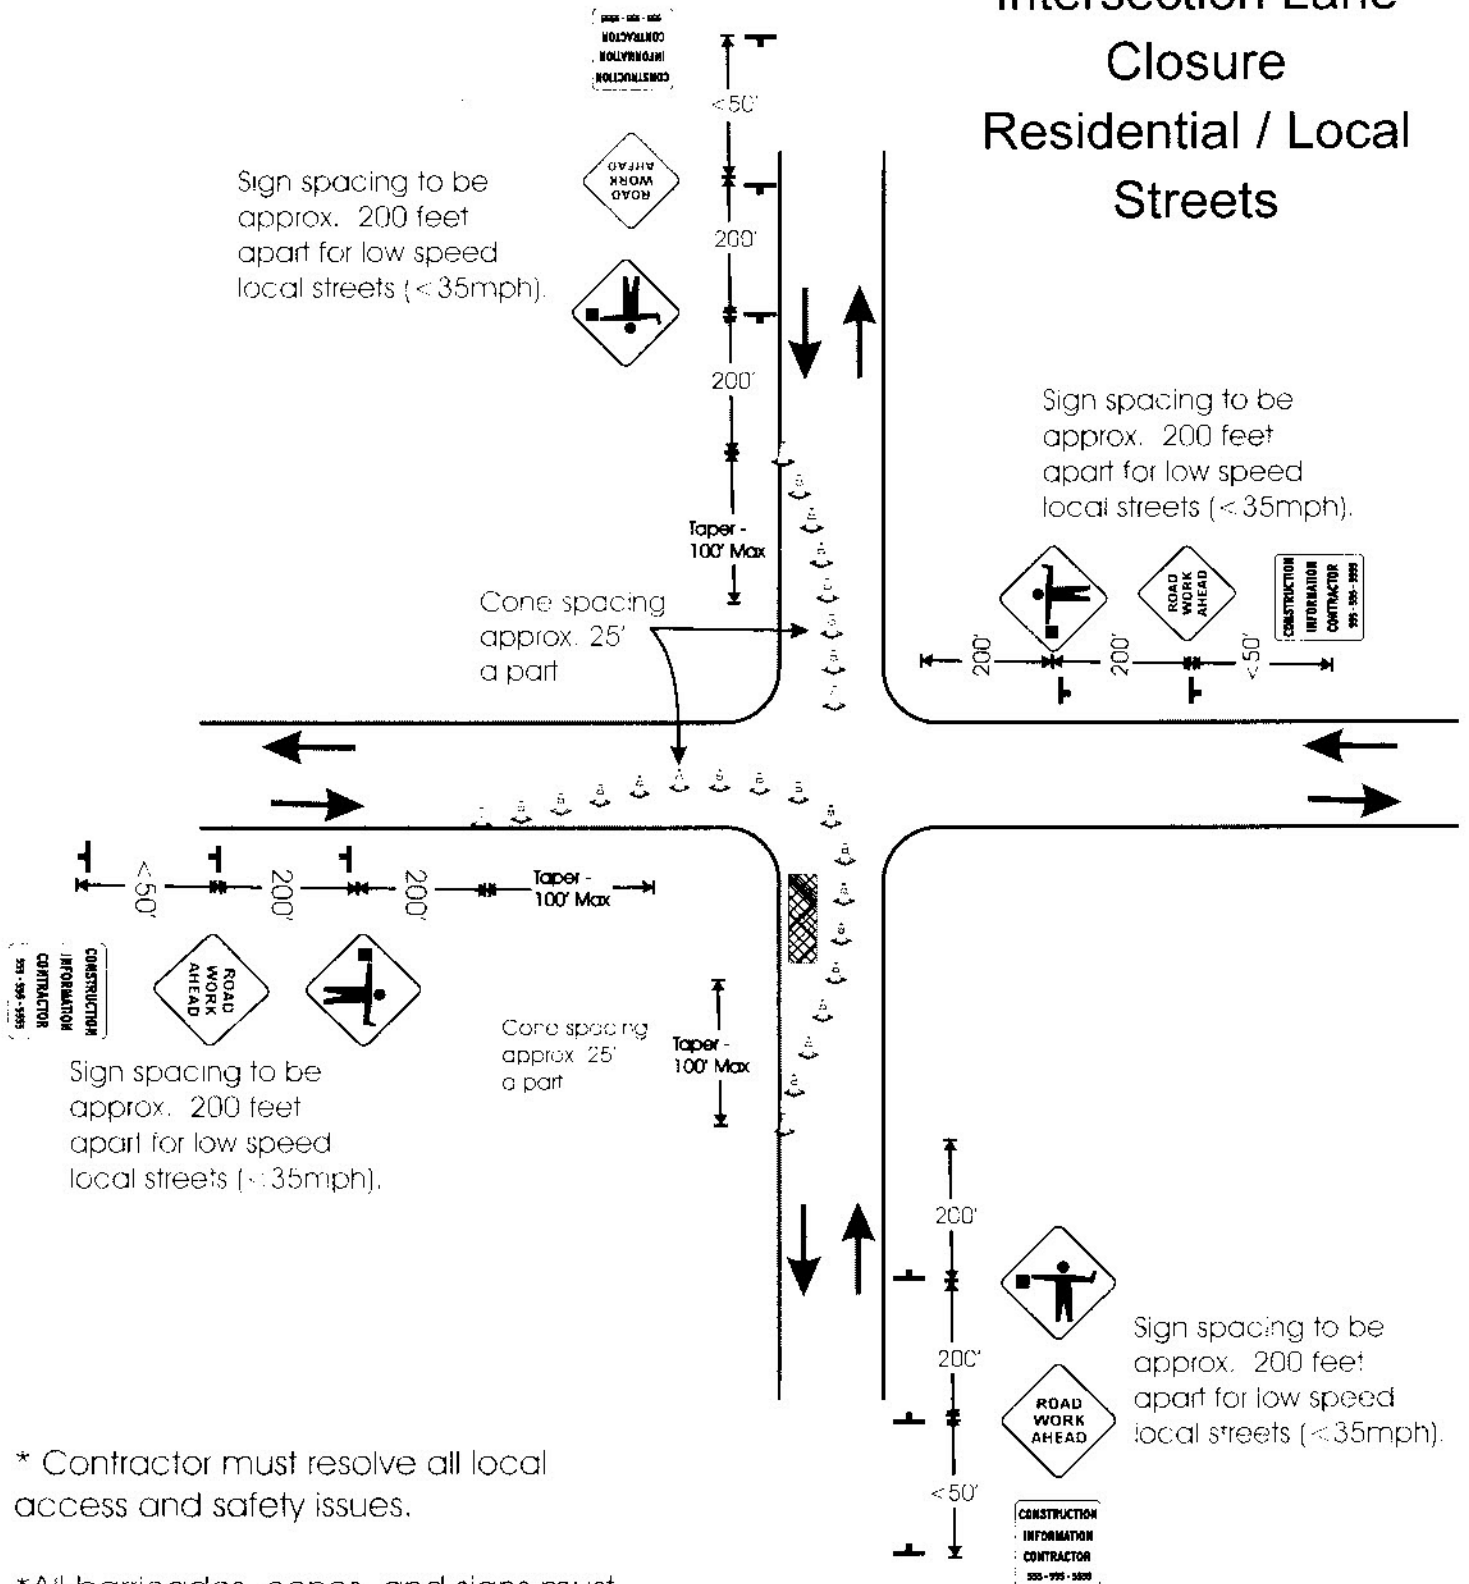 Intersection Lane
Closure
Residential / Local
Streets
CONSTRUCTION
INFORMATION
CONTRACTOR
<50'
ROAD
WORK
AHEAD
Sign spacing to be
approx. 200 feet
apart for low speed
local streets (<35mph).
200'
200'
Taper -
100' Max
Sign spacing to be
approx. 200 feet
apart for low speed
local streets (<35mph).
ROAD
WORK
AHEAD
CONSTRUCTION
INFORMATION
CONTRACTOR
200'
200'
<50'
Cone spacing
approx. 25'
a part
<50'
200'
200'
Taper -
100' Max
CONSTRUCTION
INFORMATION
CONTRACTOR
ROAD
WORK
AHEAD
Sign spacing to be
approx. 200 feet
apart for low speed
local streets (<35mph).
Cone spacing
approx 25'
a part
Taper -
100' Max
200'
200'
ROAD
WORK
AHEAD
Sign spacing to be
approx. 200 feet
apart for low speed
local streets (<35mph).
<50'
CONSTRUCTION
INFORMATION
CONTRACTOR
* Contractor must resolve all local
access and safety issues.
*All barricades, cones, and signs must